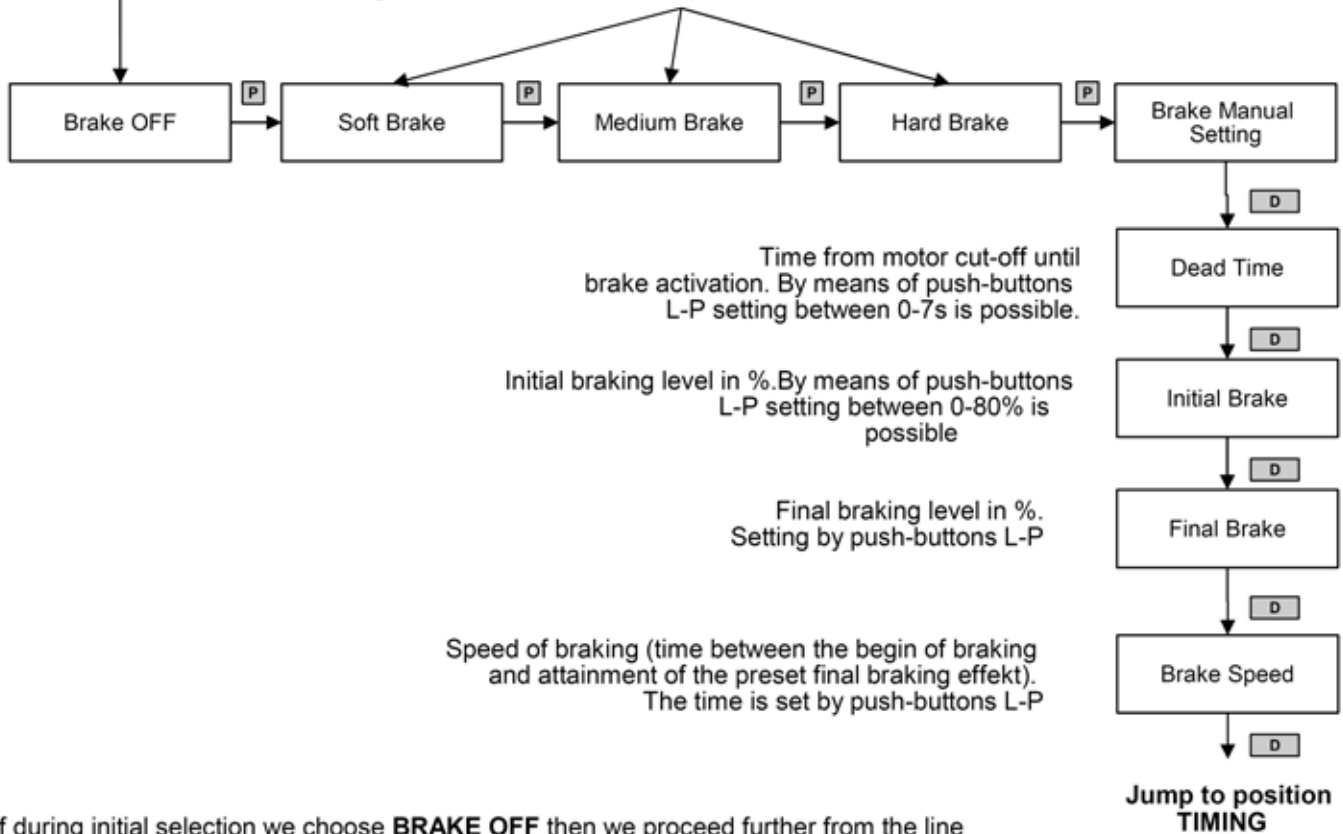 P P P P
Brake OFF Soft Brake Medium Brake Hard Brake Brake Manual
Setting
D
Time from motor cut-off until
brake activation. By means of push-buttons
L-P setting between 0-7s is possible.
Dead Time
D
Initial braking level in %.By means of push-buttons
L-P setting between 0-80% is
possible
Initial Brake
D
Final braking level in %.
Setting by push-buttons L-P
Final Brake
D
Speed of braking (time between the begin of braking
and attainment of the preset final braking effekt).
The time is set by push-buttons L-P
Brake Speed
D
Jump to position
TIMING
f during initial selection we choose BRAKE OFF then we proceed further from the line